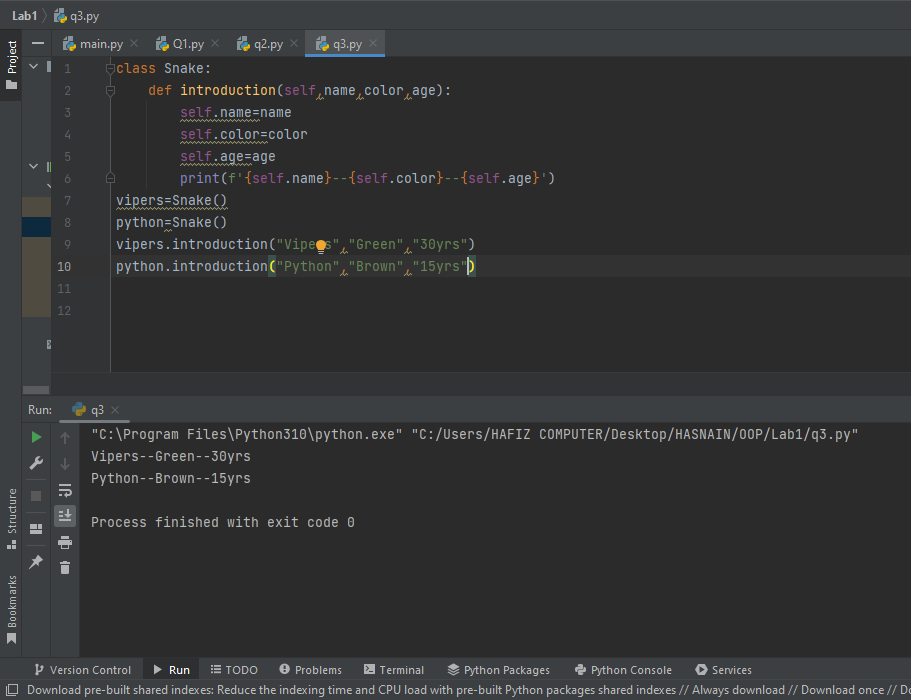 Lab1 q3.py
main.py Q1.py q2.py q3.py
Project
1 class Snake:
2 def introduction(self,name,color,age):
3 self.name=name
4 self.color=color
5 self.age=age
6 print(f'{self.name}--{self.color}--{self.age}')
7 vipers=Snake()
8 python=Snake()
9 vipers.introduction("Vipers","Green","30yrs")
10 python.introduction("Python","Brown","15yrs")
11
12
Run: q3
"C:\Program Files\Python310\python.exe" "C:/Users/HAFIZ COMPUTER/Desktop/HASNAIN/OOP/Lab1/q3.py"
Vipers--Green--30yrs
Python--Brown--15yrs
Process finished with exit code 0
Structure
Bookmarks
Version Control Run TODO Problems Terminal Python Packages Python Console Services
Download pre-built shared indexes: Reduce the indexing time and CPU load with pre-built Python packages shared indexes // Always download // Download once // Do